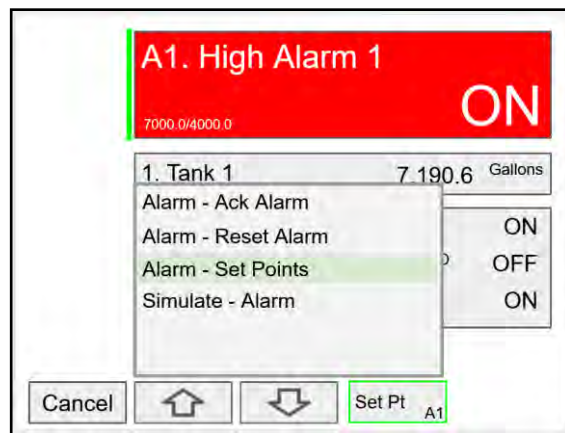 A1. High Alarm 1
ON
7000.0/4000.0
1. Tank 1 7,190.6 Gallons
Alarm - Ack Alarm
Alarm - Reset Alarm
Alarm - Set Points
Simulate - Alarm
ON
OFF
ON
Cancel
Set Pt A1